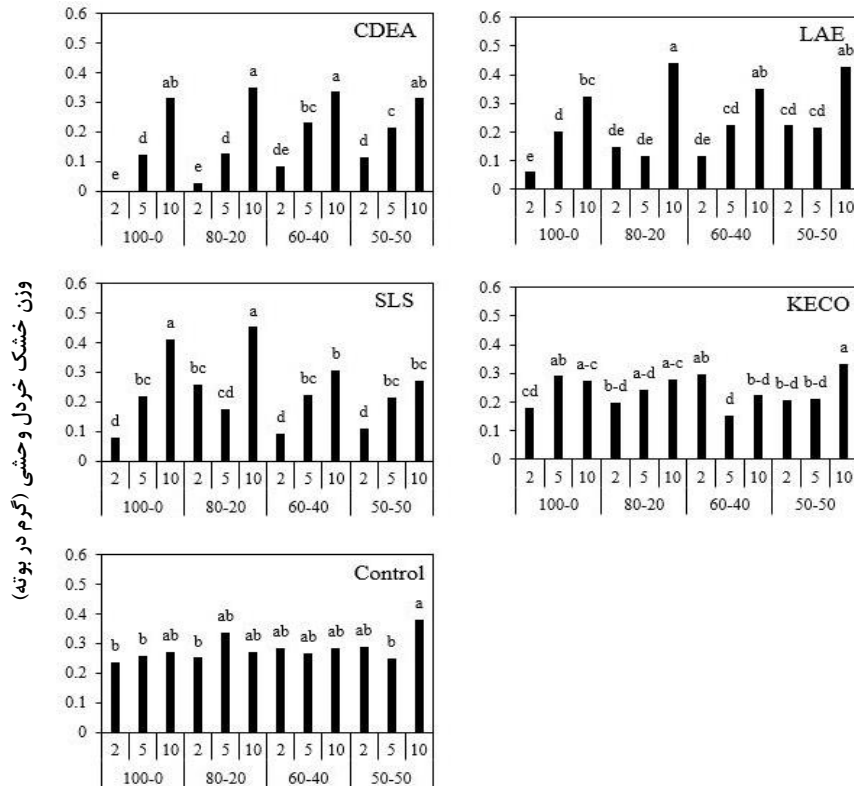 وزن خشک خردل وحشی (گرم در بوته)
CDEA
0.6
0.5
0.4
0.3
0.2
0.1
0
e d ab e d a de bc a d c ab
2 5 10 2 5 10 2 5 10 2 5 10
100-0 80-20 60-40 50-50
LAE
0.6
0.5
0.4
0.3
0.2
0.1
0
e d bc de de a de cd ab cd cd ab
2 5 10 2 5 10 2 5 10 2 5 10
100-0 80-20 60-40 50-50
SLS
0.6
0.5
0.4
0.3
0.2
0.1
0
d bc a bc cd a d bc b d bc bc
2 5 10 2 5 10 2 5 10 2 5 10
100-0 80-20 60-40 50-50
KECO
0.6
0.5
0.4
0.3
0.2
0.1
0
cd ab a-c b-d a-d a-c ab d b-d b-d b-d a
2 5 10 2 5 10 2 5 10 2 5 10
100-0 80-20 60-40 50-50
Control
0.6
0.5
0.4
0.3
0.2
0.1
0
b b ab b ab ab ab ab ab ab b a
2 5 10 2 5 10 2 5 10 2 5 10
100-0 80-20 60-40 50-50